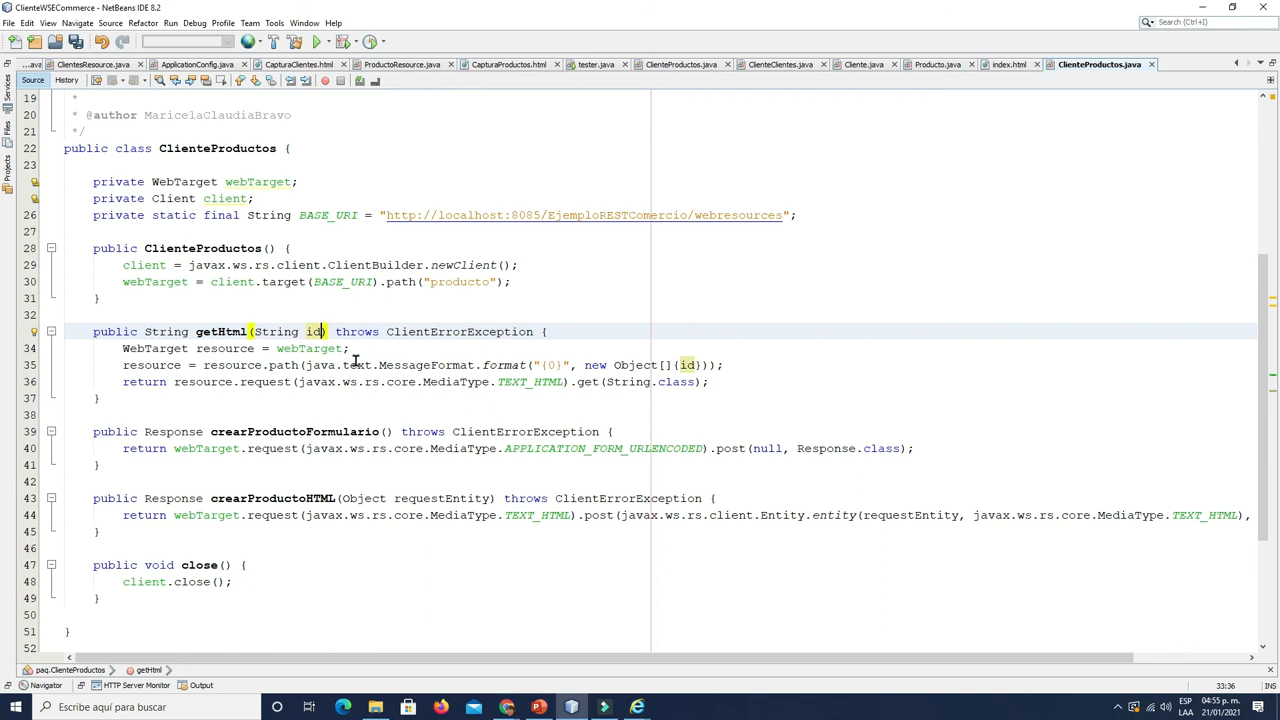 ClienteWSECommerce - NetBeans IDE 8.2
File Edit View Navigate Source Refactor Run Debug Profile Team Tools Window Help
Search (Ctrl+I)
...ava ClientesResource.java ApplicationConfig.java CapturaClientes.html ProductoResource.java CapturaProductos.html tester.java ClienteProductos.java ClienteClientes.java Cliente.java Producto.java index.html ClienteProductos.java
Source History
19 *
20 * @author MaricelaClaudiaBravo
21 */
22 public class ClienteProductos {
23
private WebTarget webTarget;
private Client client;
26 private static final String BASE_URI = "http://localhost:8085/EjemploRESTComercio/webresources";
27
28 public ClienteProductos() {
29 client = javax.ws.rs.client.ClientBuilder.newClient();
30 webTarget = client.target(BASE_URI).path("producto");
31 }
32
public String getHtml(String id) throws ClientErrorException {
34 WebTarget resource = webTarget;
35 resource = resource.path(java.text.MessageFormat.format("{0}", new Object[]{id}));
36 return resource.request(javax.ws.rs.core.MediaType.TEXT_HTML).get(String.class);
37 }
38
39 public Response crearProductoFormulario() throws ClientErrorException {
40 return webTarget.request(javax.ws.rs.core.MediaType.APPLICATION_FORM_URLENCODED).post(null, Response.class);
41 }
42
43 public Response crearProductoHTML(Object requestEntity) throws ClientErrorException {
44 return webTarget.request(javax.ws.rs.core.MediaType.TEXT_HTML).post(javax.ws.rs.client.Entity.entity(requestEntity, javax.ws.rs.core.MediaType.TEXT_HTML),
45 }
46
47 public void close() {
48 client.close();
49 }
50
51 }
52
paq.ClienteProductos getHtml
Navigator HTTP Server Monitor Output
33:36 INS
Services
Files
Projects
Escribe aquí para buscar
ESP 04:55 p. m.
LAA 21/01/2021